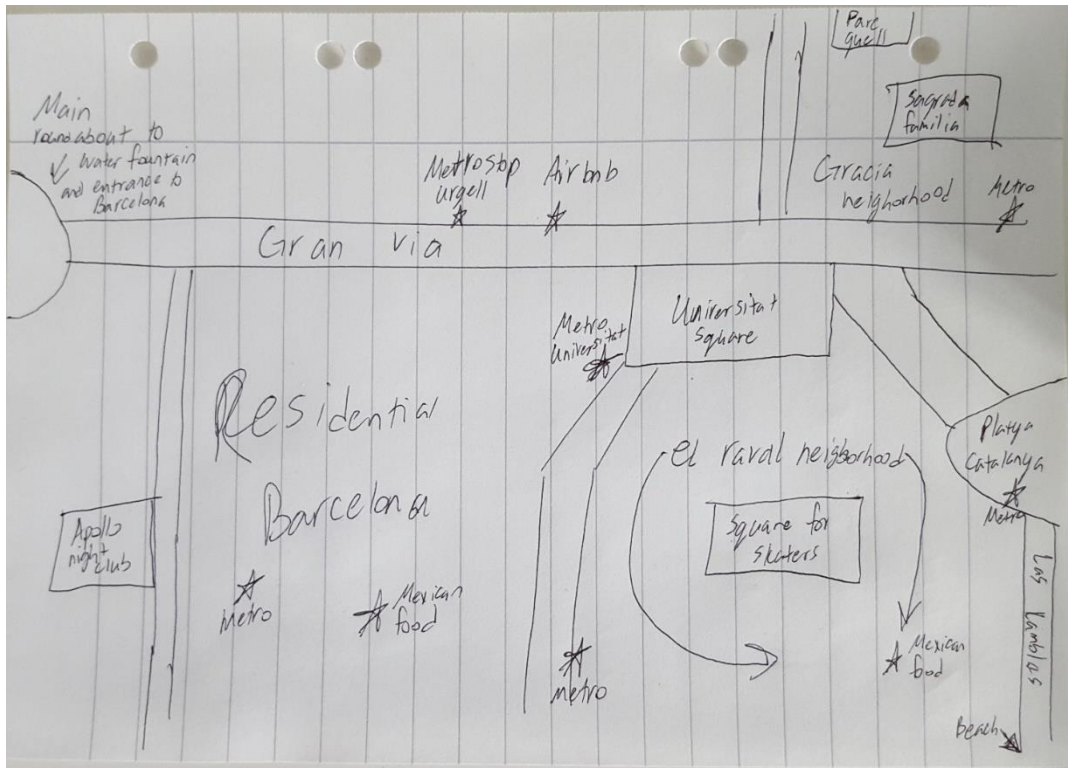 Parc
guell
Sagrada
familia
Main
roundabout to
water fountain
and entrance to
Barcelona
Metrostop
urgell
Airbnb
Gracia
neighorhood
Metro
Gran via
Metro
Universitat
Universitat
Square
Residential
Barcelona
Platya
Catalanya
Metro
el raval neigborhood
Square for
skaters
Apollo
night
club
Metro
Mexican
food
Metro
Mexican
food
Las Ramblas
Beach